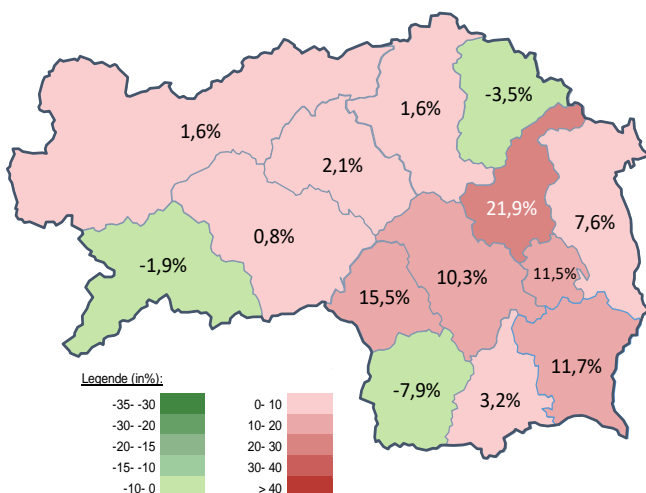 -3,5%
1,6%
1,6%
2,1%
21,9%
7,6%
0,8%
-1,9%
10,3%
11,5%
15,5%
11,7%
-7,9%
3,2%
Legende (in%):
-35- -30 0- 10
-30- -20 10- 20
-20- -15 20- 30
-15- -10 30- 40
-10- 0 > 40